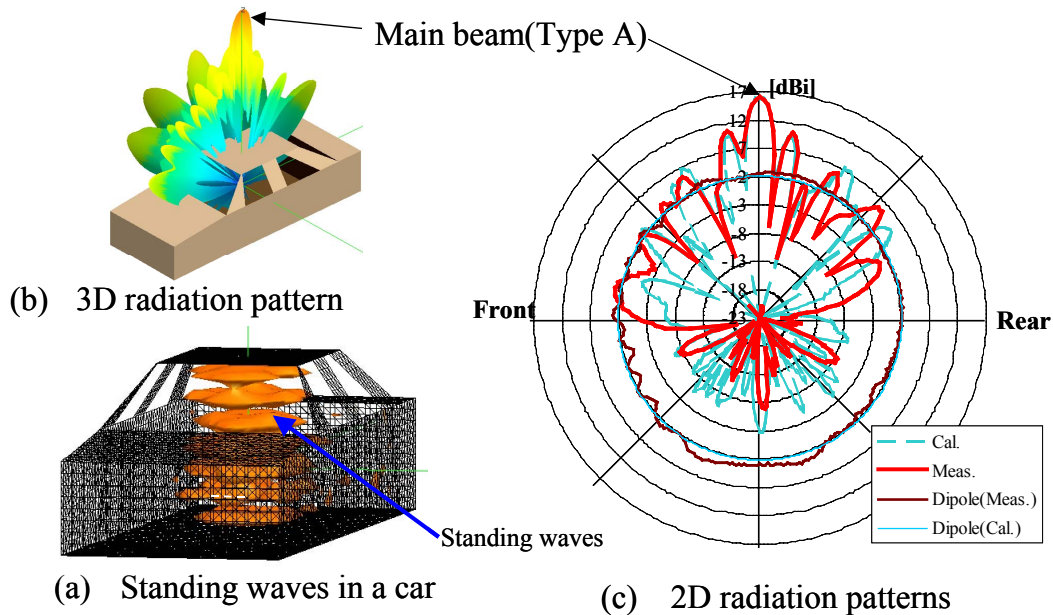 Main beam(Type A)
(b) 3D radiation pattern
Standing waves
(a) Standing waves in a car
[dBi]
17
12
7
2
-3
-8
-13
-18
-23
Front
Rear
Cal.
Meas.
Dipole(Meas.)
Dipole(Cal.)
(c) 2D radiation patterns